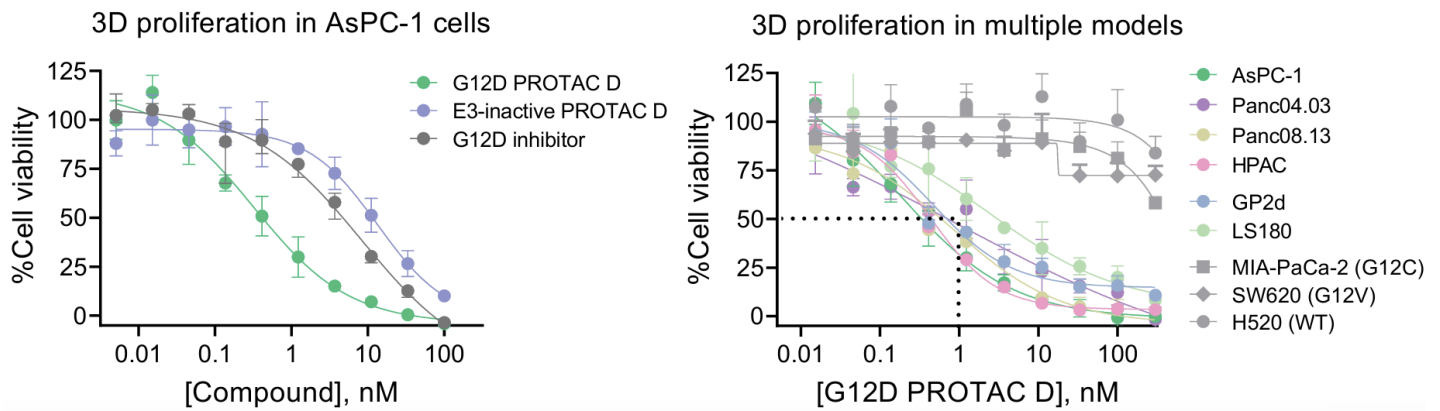 3D proliferation in AsPC-1 cells
%Cell viability
125
100
75
50
25
0
0.01
0.1
1
10
100
[Compound], nM
G12D PROTAC D
E3-inactive PROTAC D
G12D inhibitor
3D proliferation in multiple models
%Cell viability
125
100
75
50
25
0
0.01
0.1
1
10
100
[G12D PROTAC D], nM
AsPC-1
Panc04.03
Panc08.13
HPAC
GP2d
LS180
MIA-PaCa-2 (G12C)
SW620 (G12V)
H520 (WT)